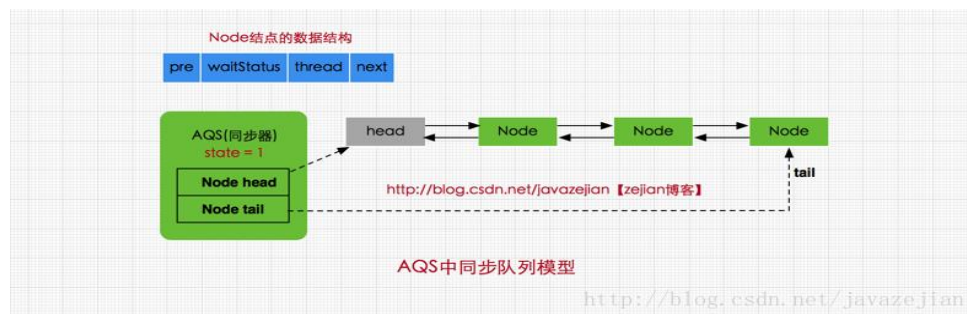 Node结点的数据结构
pre waitStatus thread next
AQS(同步器)
state = 1
Node head
Node tail
head Node Node Node
tail
http://blog.csdn.net/javazejian【zejian博客】
AQS中同步队列模型
http://blog.csdn.net/javazejian